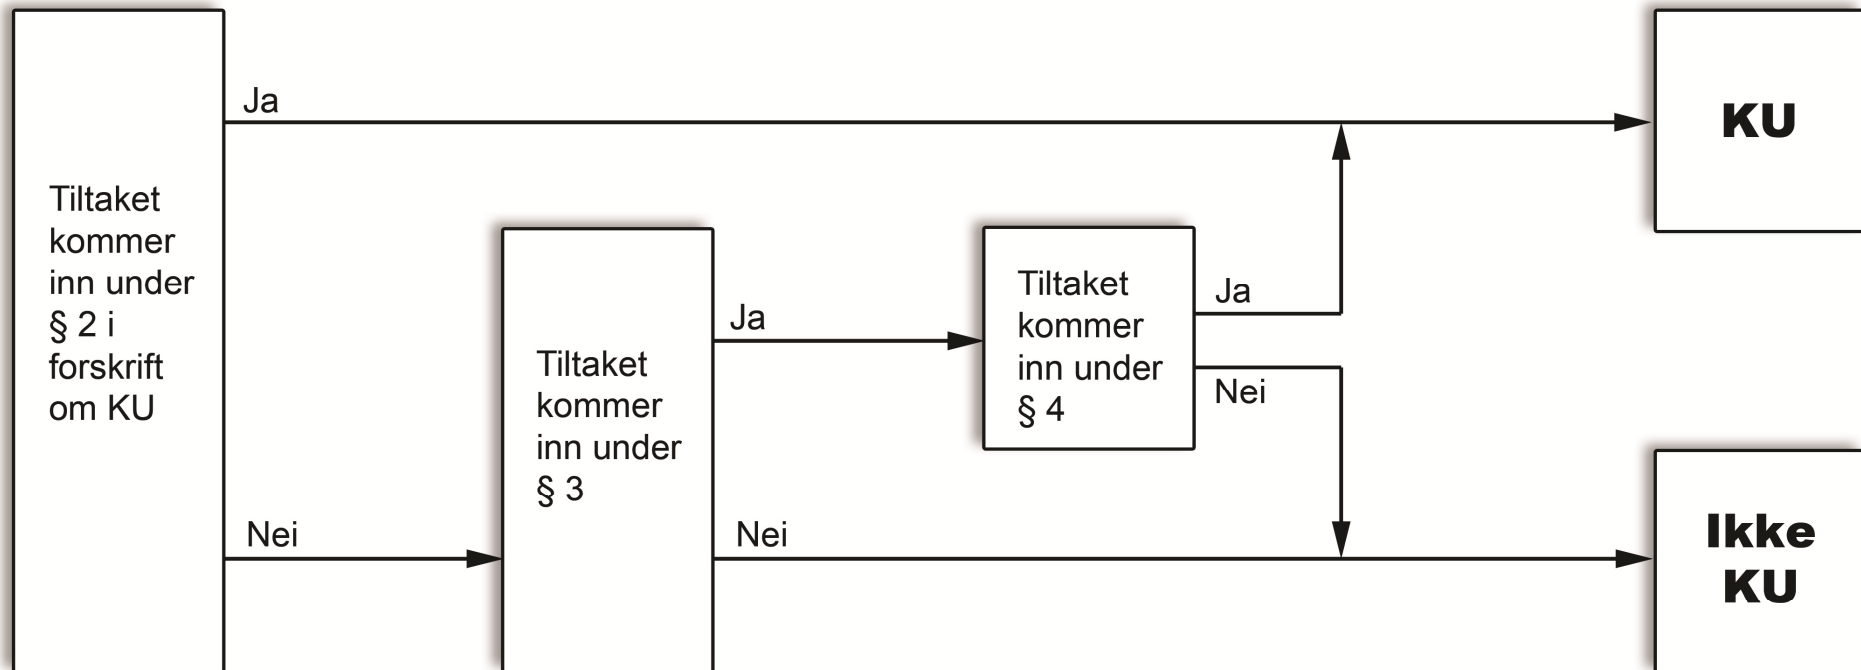 Tiltaket
kommer
inn under
§ 2 i
forskrift
om KU
Ja
Nei
Tiltaket
kommer
inn under
§ 3
Ja
Nei
Tiltaket
kommer
inn under
§ 4
Ja
Nei
KU
Ikke
KU